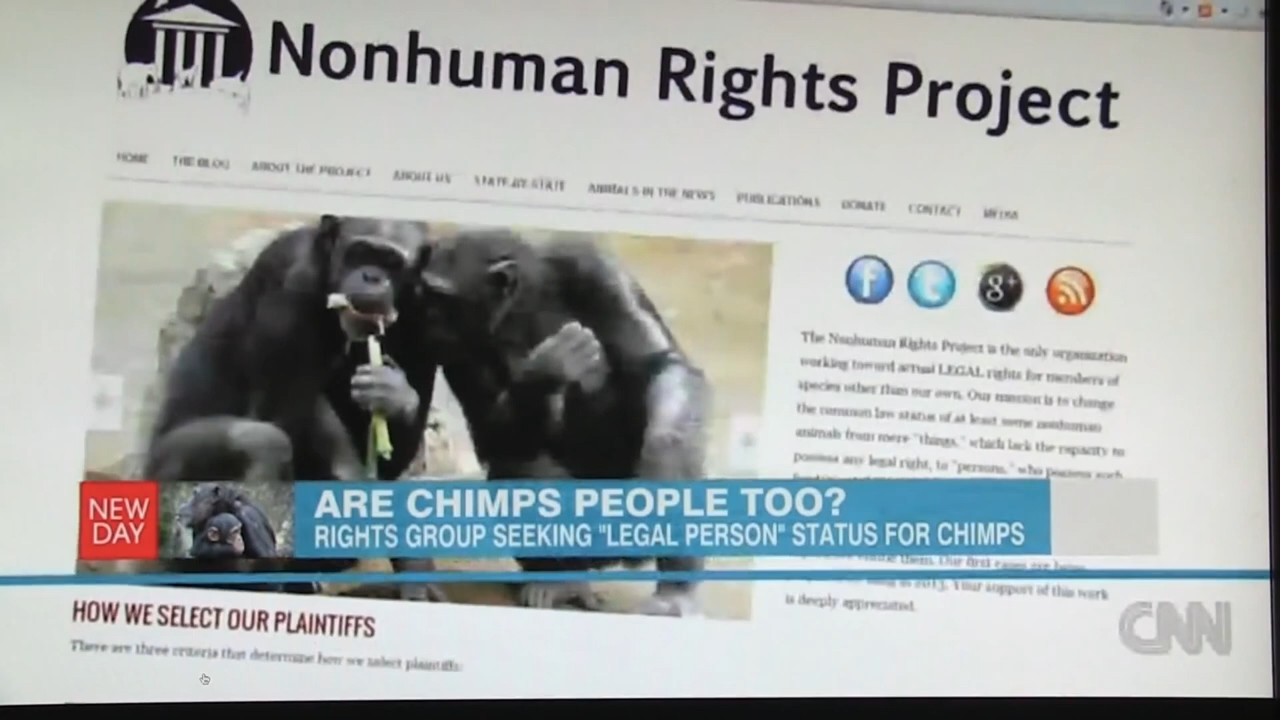 Nonhuman Rights Project
HOME THE BLOG ABOUT THE PROJECT ABOUT US STATE-BY-STATE ANIMALS IN THE NEWS PUBLICATIONS DONATE CONTACT MEDIA
f t g+
The Nonhuman Rights Project is the only organization
working toward actual LEGAL rights for members of
species other than our own. Our mission is to change
the common law status of at least some nonhuman
animals from mere "things," which lack the capacity to
possess any legal right, to "persons," who possess such
NEW
DAY
ARE CHIMPS PEOPLE TOO?
RIGHTS GROUP SEEKING "LEGAL PERSON" STATUS FOR CHIMPS
them. Our first cases are being
in 2013. Your support of this work
is deeply appreciated.
HOW WE SELECT OUR PLAINTIFFS
There are three criteria that determine how we select plaintiffs:
CNN